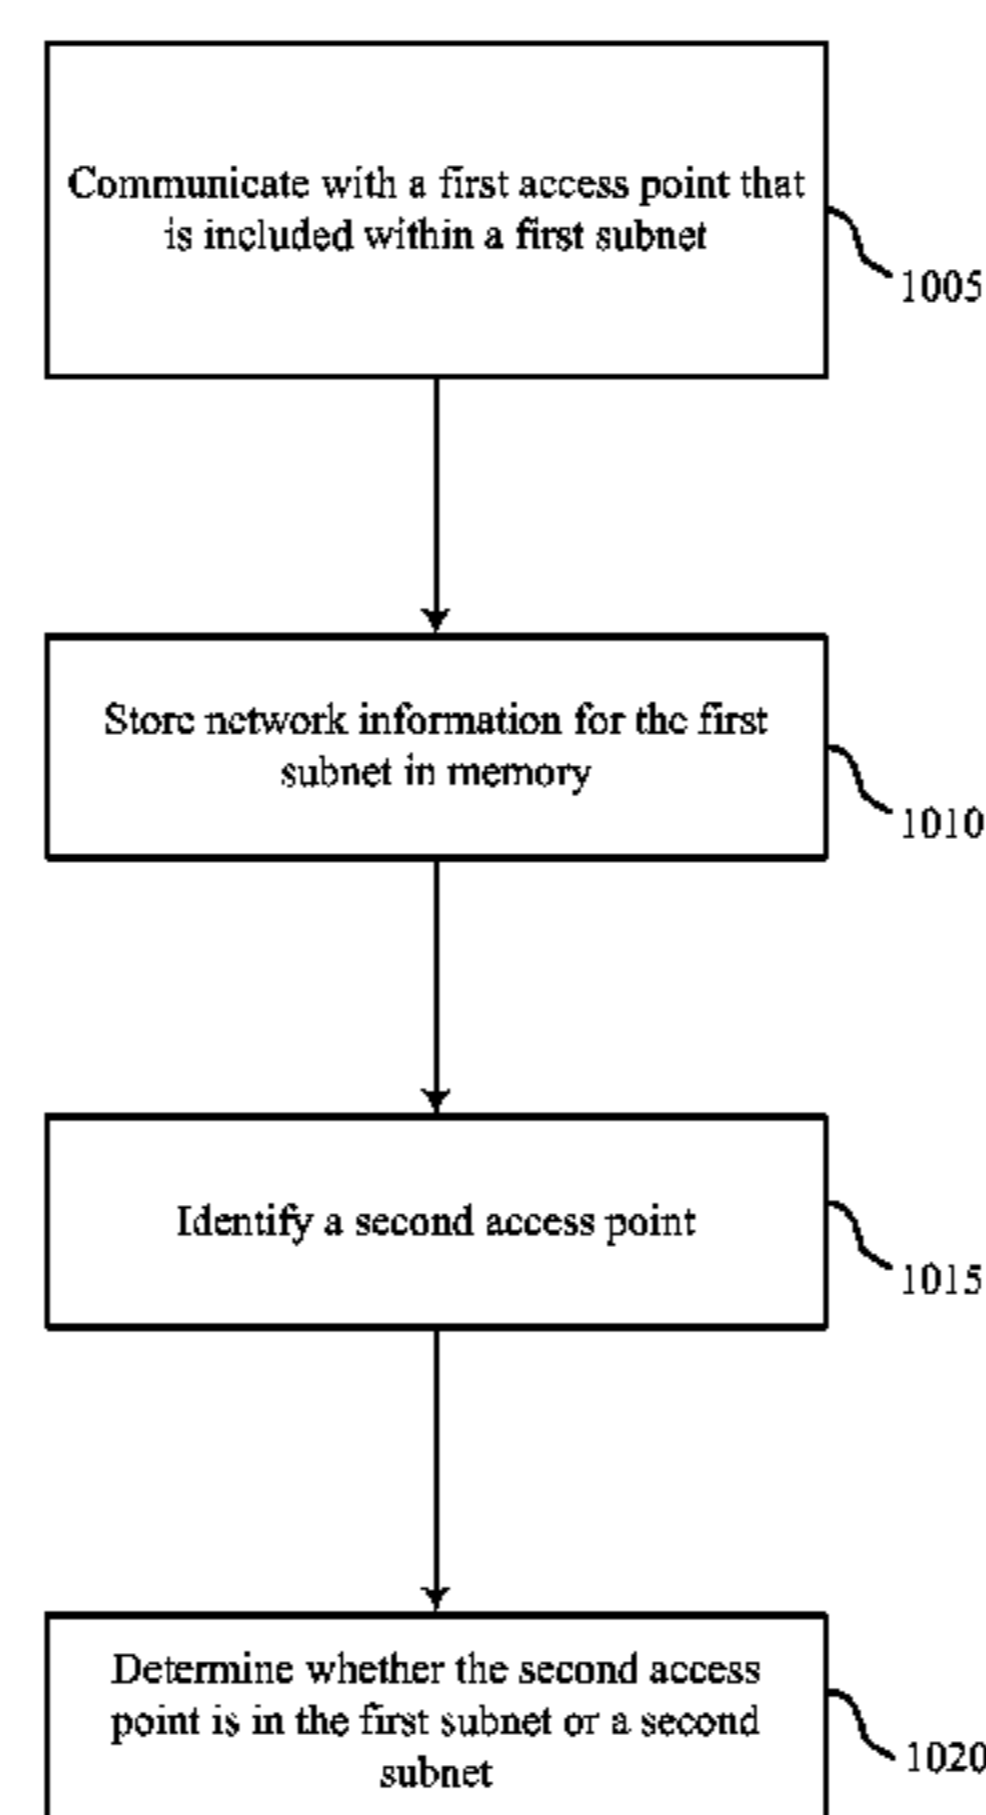 Communicate with a first access point that
is included within a first subnet
1005
Store network information for the first
subnet in memory
1010
Identify a second access point
1015
Determine whether the second access
point is in the first subnet or a second
subnet
1020